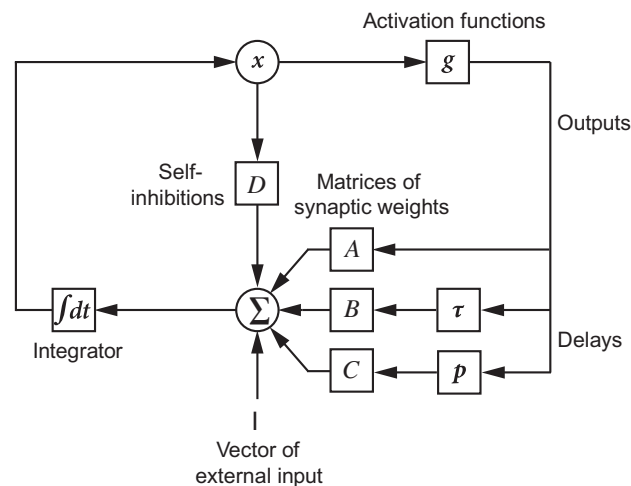 Activation functions
x
g
Outputs
Self-
inhibitions
D
Matrices of
synaptic weights
A
∫dt
Σ
B
τ
Integrator
Delays
C
p
I
Vector of
external input